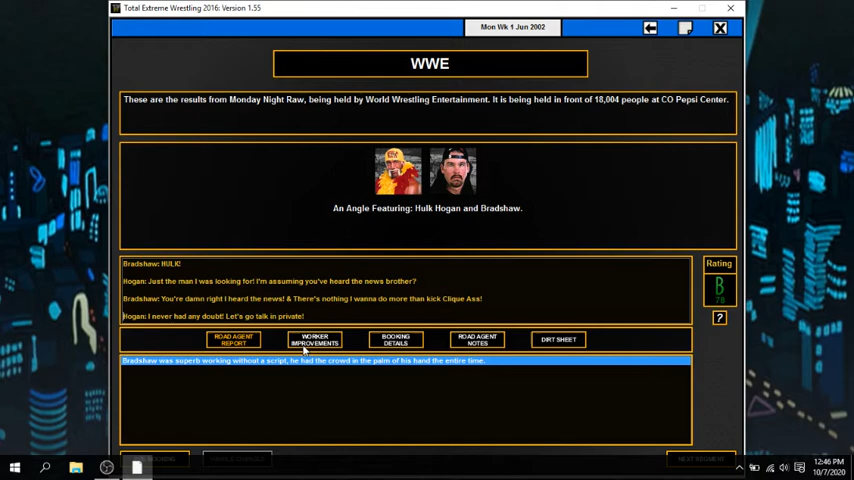 Total Extreme Wrestling 2016: Version 1.55
Mon Wk 1 Jun 2002
WWE
These are the results from Monday Night Raw, being held by World Wrestling Entertainment. It is being held in front of 18,004 people at CO Pepsi Center.
An Angle Featuring: Hulk Hogan and Bradshaw.
Bradshaw: HULK!
Hogan: Just the man I was looking for! I'm assuming you've heard the news brother?
Bradshaw: You're damn right I heard the news! & There's nothing I wanna do more than kick Clique Ass!
Hogan: I never had any doubt! Let's go talk in private!
Rating
B
78
?
ROAD AGENT REPORT
WORKER IMPROVEMENTS
BOOKING DETAILS
ROAD AGENT NOTES
DIRT SHEET
Bradshaw was superb working without a script, he had the crowd in the palm of his hand the entire time.
NEXT SEGMENT
12:46 PM
10/7/2020